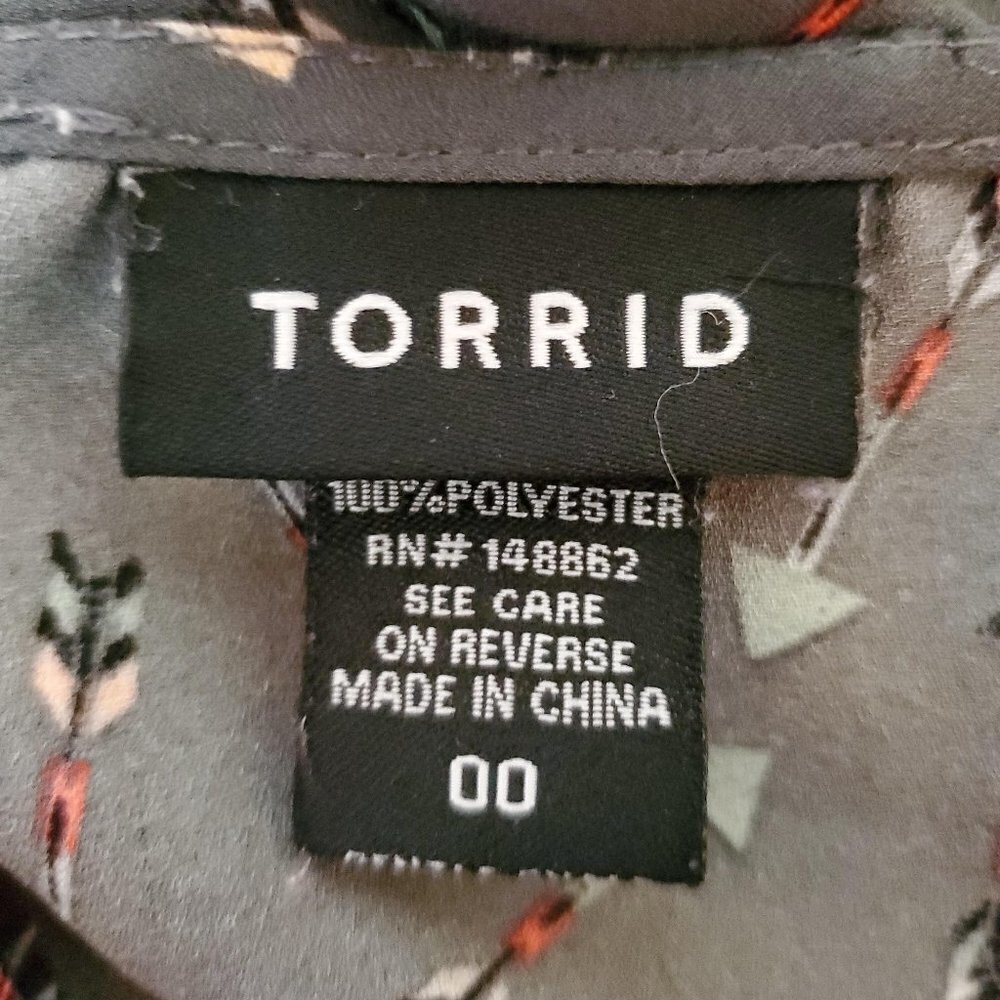 TORRID
100%POLYESTER
RN# 148862
SEE CARE
ON REVERSE
MADE IN CHINA
00